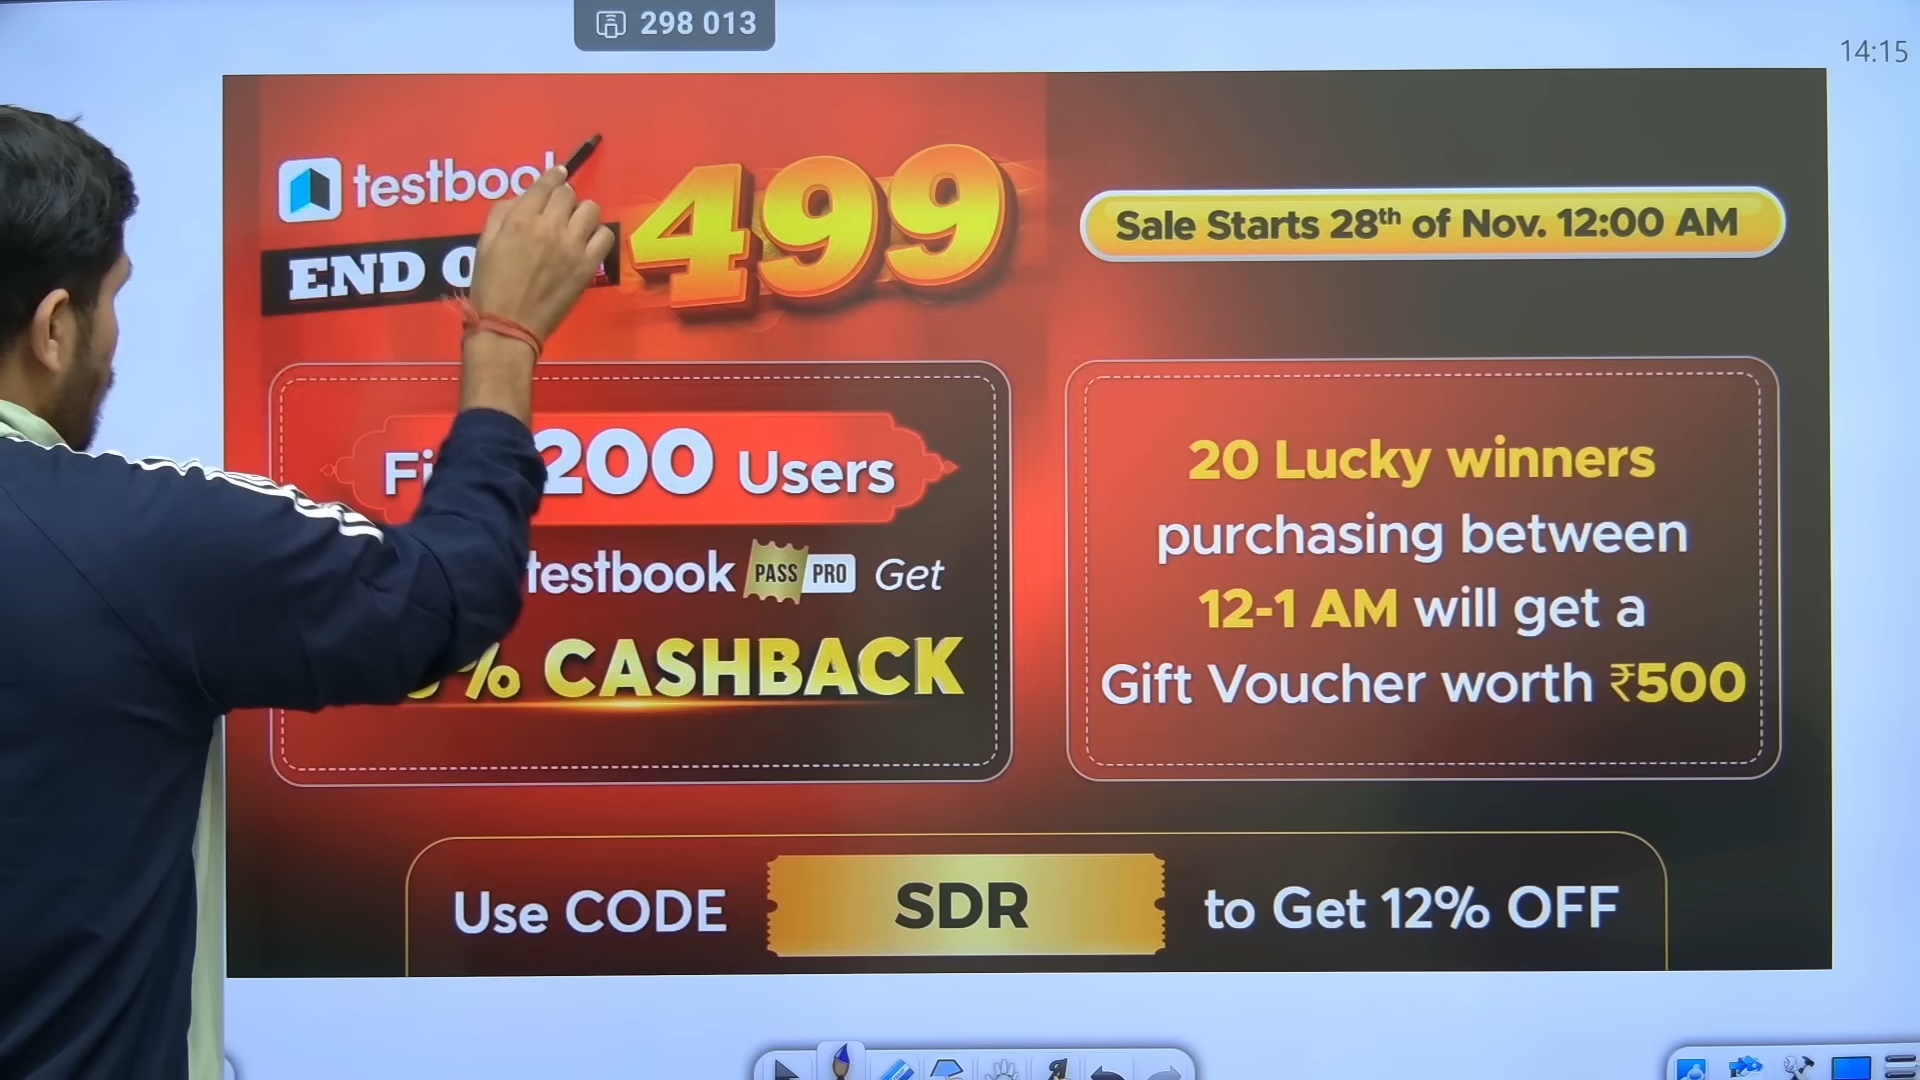 298 013
14:15
testbook
END O
499
Sale Starts 28th of Nov. 12:00 AM
200 Users
testbook PASS PRO Get
% CASHBACK
20 Lucky winners
purchasing between
12-1 AM will get a
Gift Voucher worth ₹500
Use CODE SDR to Get 12% OFF